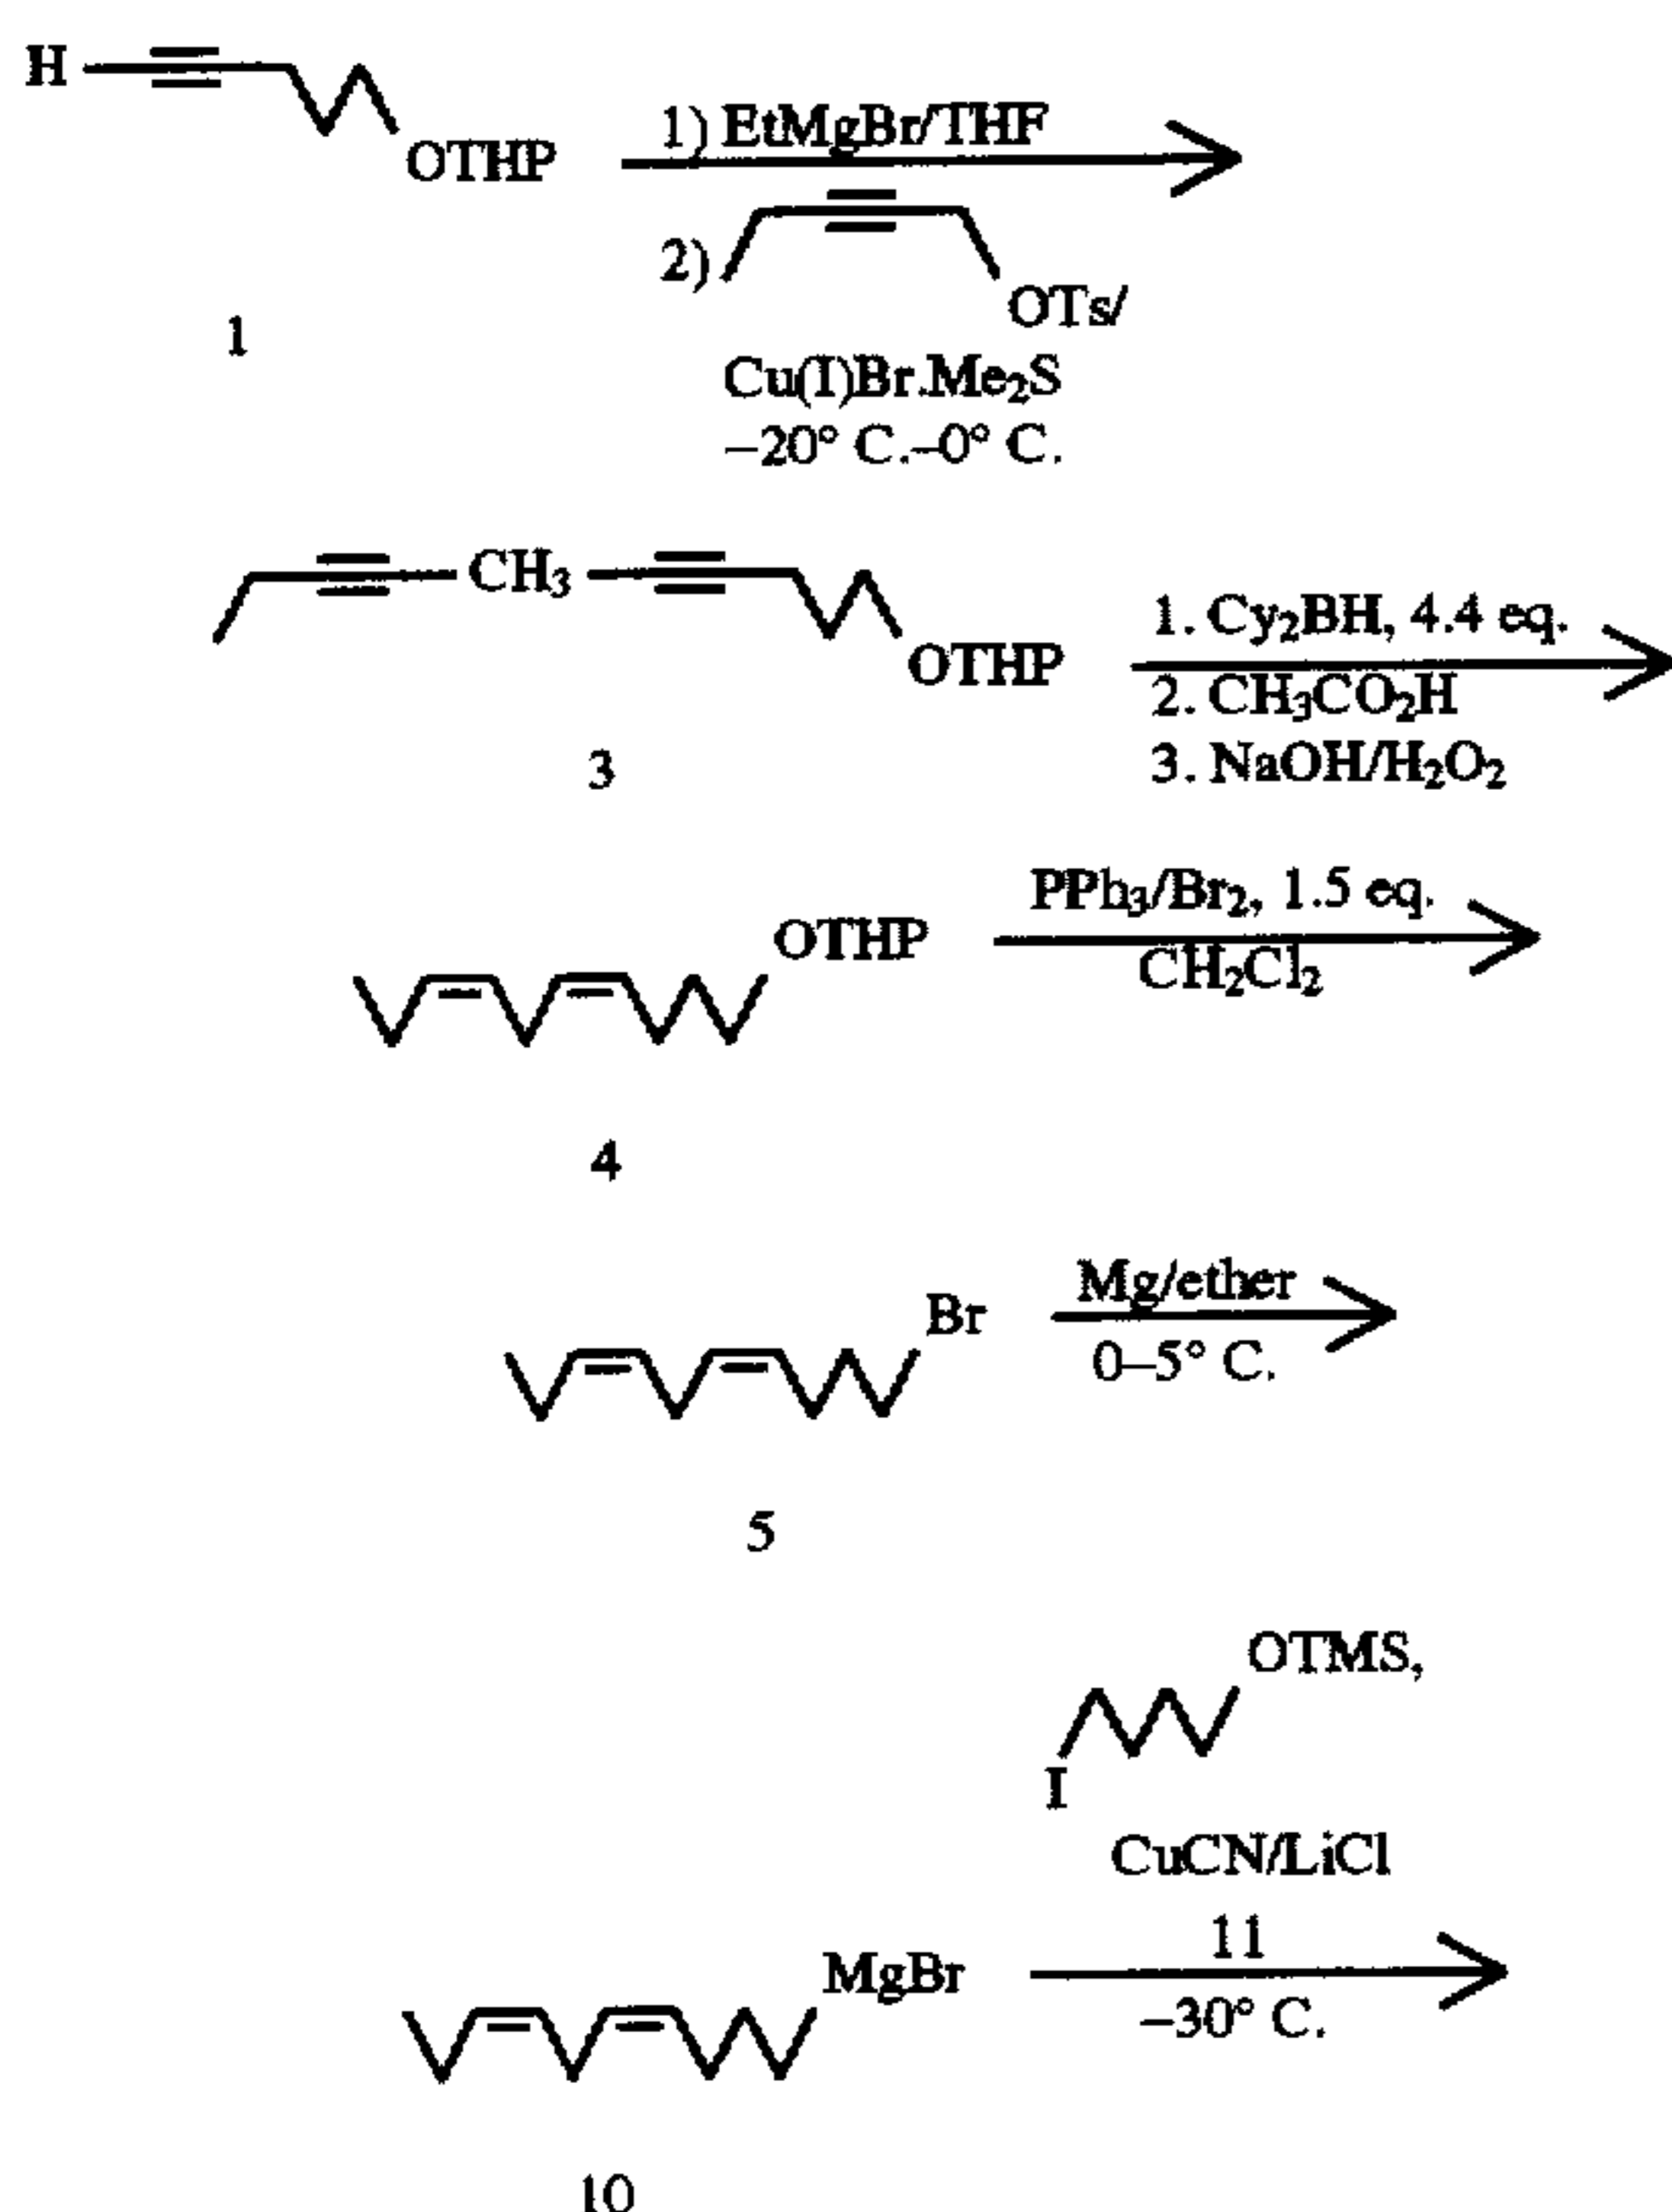 H
OTHP
1) EtMgBr/THF
2)
OTs/
1
Cu(I)Br.Me₂S
–20° C.–0° C.
CH₃
OTHP
1. Cy₂BH, 4.4 eq.
2. CH₃CO₂H
3. NaOH/H₂O₂
3
OTHP
PPh₃/Br₂, 1.5 eq.
CH₂Cl₂
4
Br
Mg/ether
0–5° C.
5
OTMS,
I
CuCN/LiCl
11
–30° C.
MgBr
10